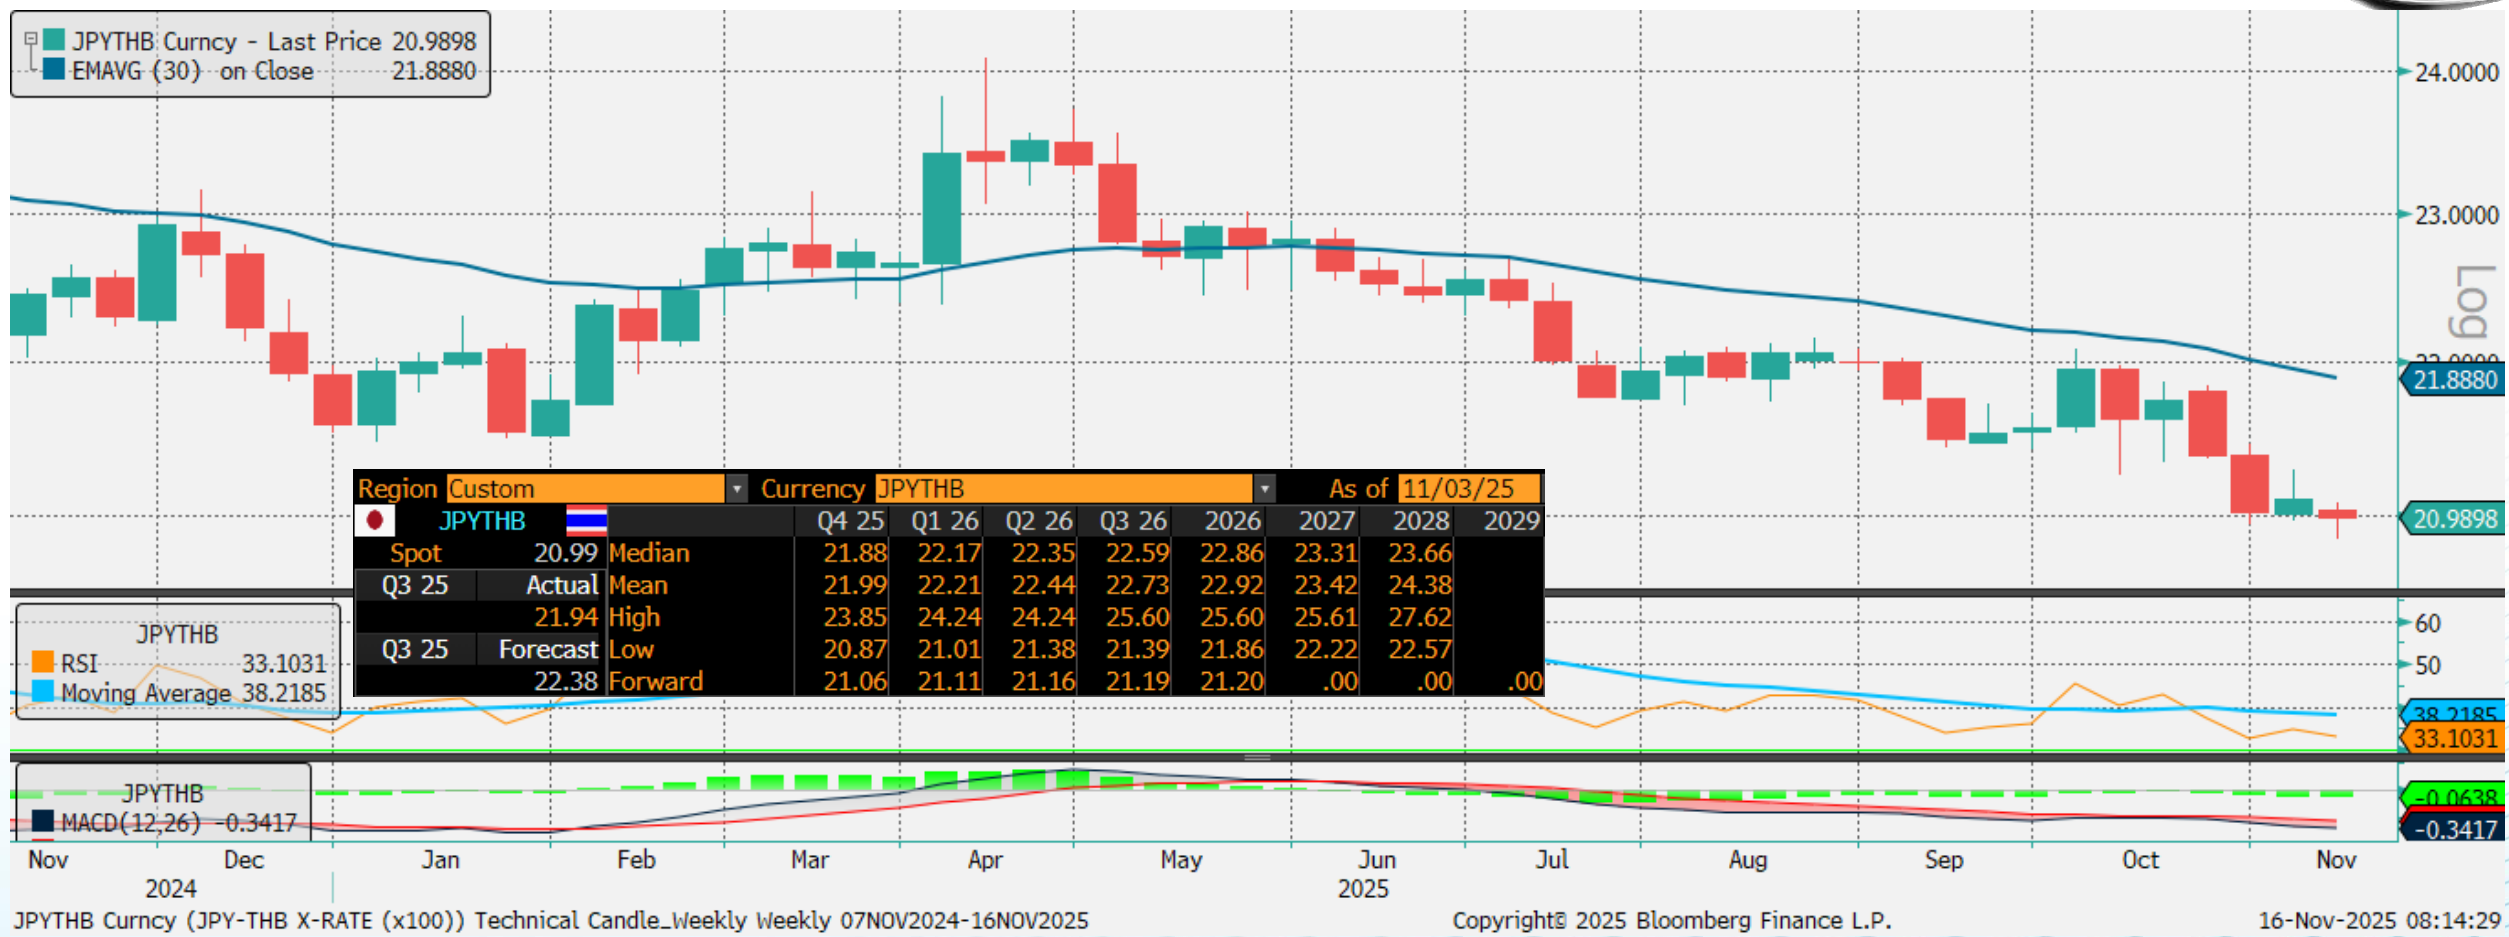 JPYTHB Curncy - Last Price 20.9898
EMAVG (30) on Close 21.8880
24.0000
23.0000
Log
22.0000
21.8880
20.9898
Region Custom Currency JPYTHB As of 11/03/25
JPYTHB Q4 25 Q1 26 Q2 26 Q3 26 2026 2027 2028 2029
Spot 20.99 Median 21.88 22.17 22.35 22.59 22.86 23.31 23.66
Q3 25 Actual Mean 21.99 22.21 22.44 22.73 22.92 23.42 24.38
21.94 High 23.85 24.24 24.24 25.60 25.60 25.61 27.62
Q3 25 Forecast Low 20.87 21.01 21.38 21.39 21.86 22.22 22.57
22.38 Forward 21.06 21.11 21.16 21.19 21.20 .00 .00 .00
JPYTHB
RSI 33.1031
Moving Average 38.2185
60
50
38.2185
33.1031
JPYTHB
MACD(12,26) -0.3417
-0.0638
-0.3417
Nov Dec Jan Feb Mar Apr May Jun Jul Aug Sep Oct Nov
2024 2025
JPYTHB Curncy (JPY-THB X-RATE (x100)) Technical Candle_Weekly Weekly 07NOV2024-16NOV2025 Copyright© 2025 Bloomberg Finance L.P. 16-Nov-2025 08:14:29